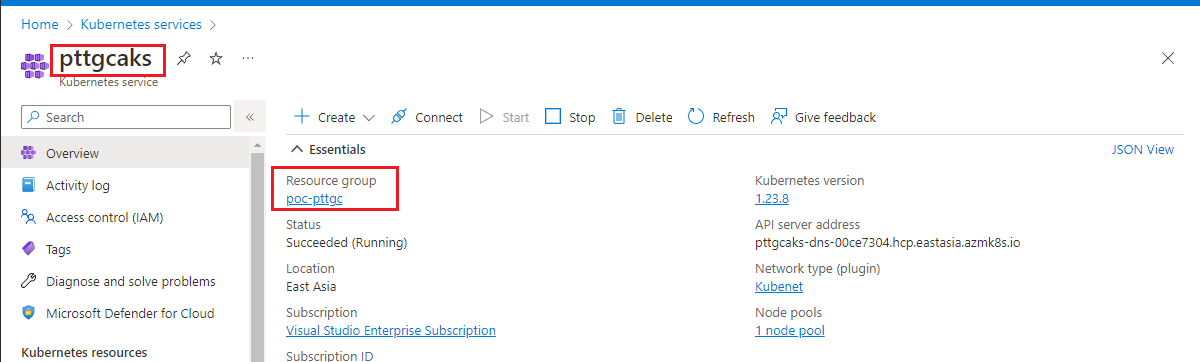 Home > Kubernetes services >
pttgcaks
Kubernetes service
Search
«
Overview
Activity log
Access control (IAM)
Tags
Diagnose and solve problems
Microsoft Defender for Cloud
Kubernetes resources
Create
Connect
Start
Stop
Delete
Refresh
Give feedback
Essentials
JSON View
Resource group
poc-pttgc
Status
Succeeded (Running)
Location
East Asia
Subscription
Visual Studio Enterprise Subscription
Subscription ID
Kubernetes version
1.23.8
API server address
pttgcaks-dns-00ce7304.hcp.eastasia.azmk8s.io
Network type (plugin)
Kubenet
Node pools
1 node pool